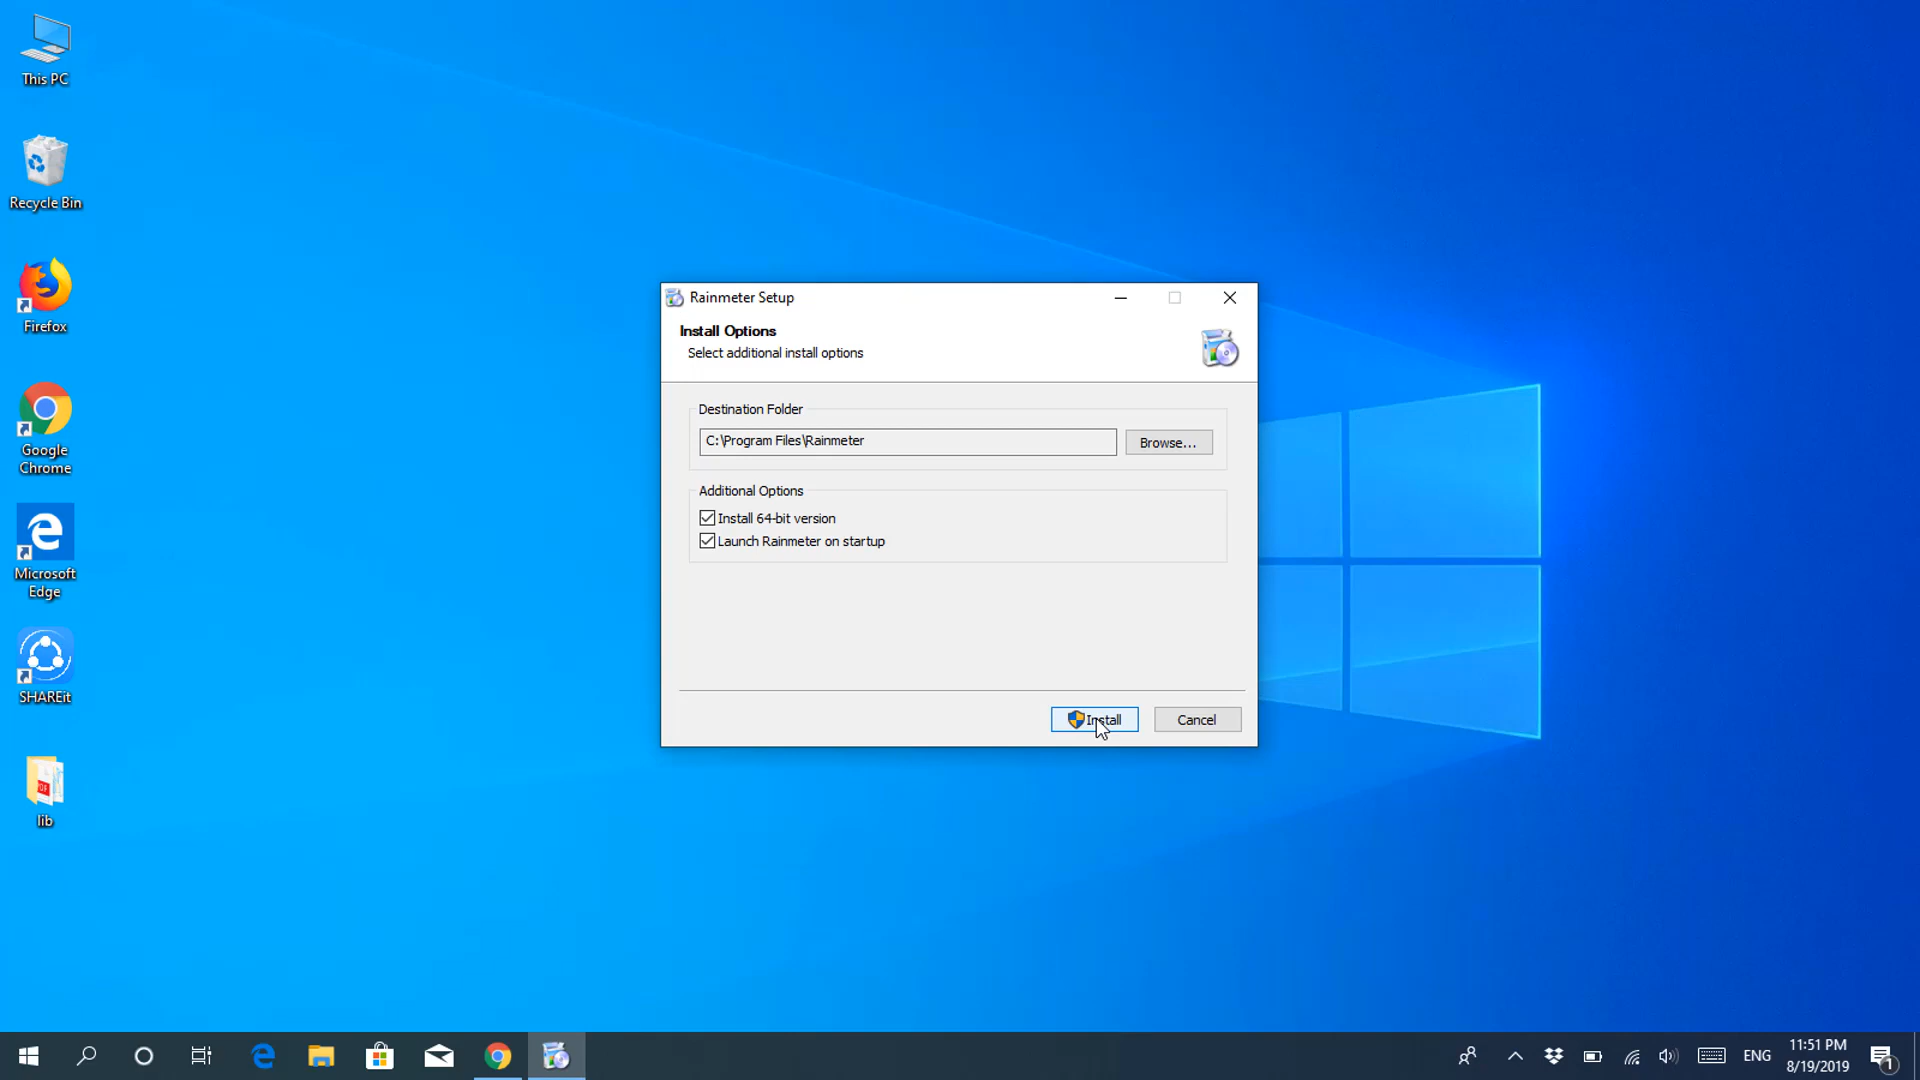 This PC
Recycle Bin
Firefox
Google
Chrome
Microsoft
Edge
SHAREit
PDF
lib
Rainmeter Setup
Install Options
Select additional install options
Destination Folder
C:\Program Files\Rainmeter
Browse...
Additional Options
Install 64-bit version
Launch Rainmeter on startup
Install
Cancel
ENG
11:51 PM
8/19/2019
1